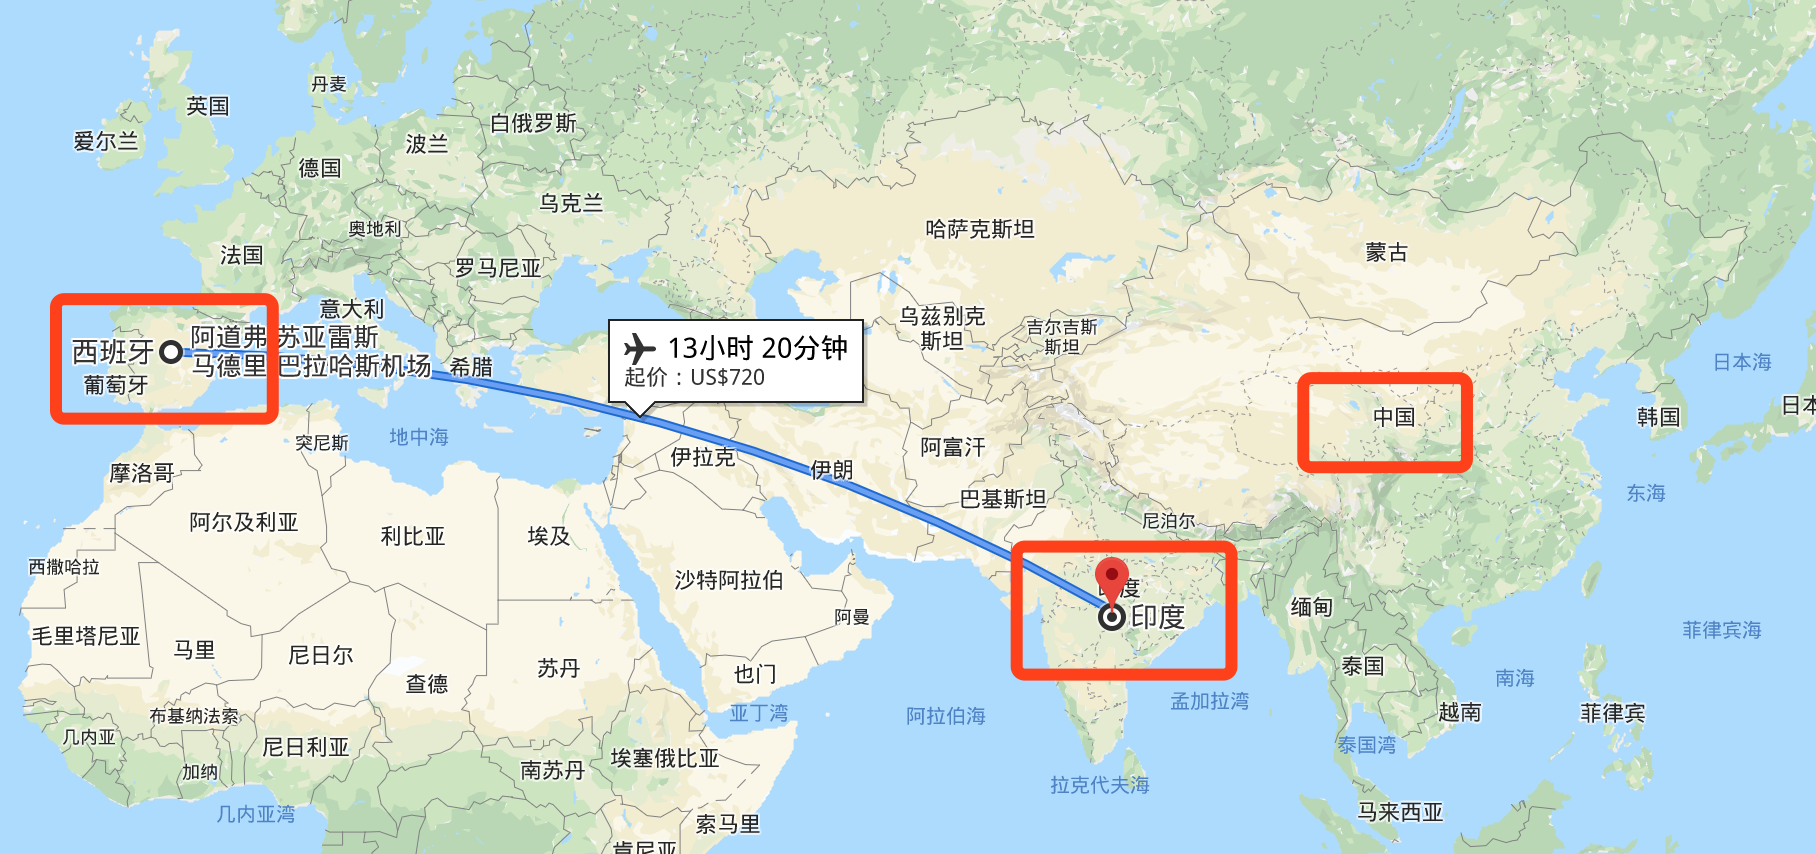 丹麦
英国
爱尔兰
白俄罗斯
波兰
德国
乌克兰
奥地利
哈萨克斯坦
法国
罗马尼亚
蒙古
意大利
乌兹别克
斯坦
吉尔吉斯
斯坦
阿道弗·苏亚雷斯
马德里-巴拉哈斯机场
西班牙
葡萄牙
希腊
13小时 20分钟
起价：US$720
日本海
中国
韩国
日本
地中海
突尼斯
摩洛哥
伊拉克
伊朗
阿富汗
巴基斯坦
东海
阿尔及利亚
利比亚
埃及
尼泊尔
西撒哈拉
沙特阿拉伯
度
印度
阿曼
缅甸
毛里塔尼亚
马里
尼日尔
苏丹
也门
查德
泰国
南海
菲律宾海
孟加拉湾
布基纳法索
亚丁湾
阿拉伯海
越南
菲律宾
几内亚
尼日利亚
加纳
南苏丹
埃塞俄比亚
泰国湾
拉克代夫海
几内亚湾
索马里
马来西亚
肯尼亚